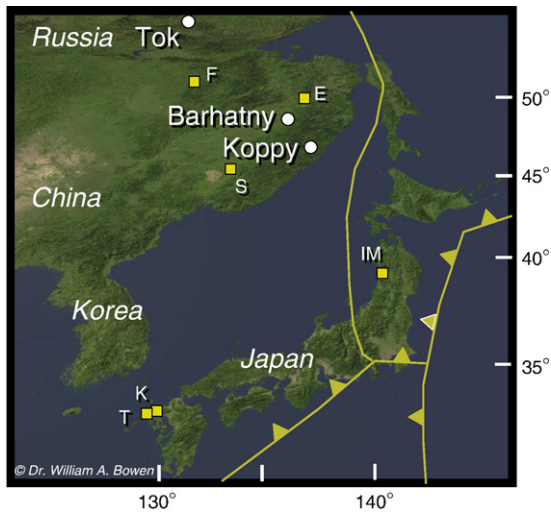 Russia
Tok
F
E
50°
Barhatny
Koppy
45°
S
China
IM
40°
Korea
Japan
35°
K
T
© Dr. William A. Bowen
130°
140°